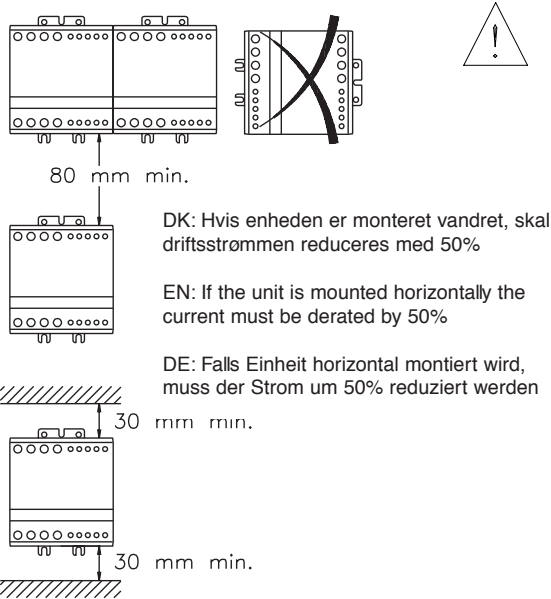 !
80 mm min.
DK: Hvis enheden er monteret vandret, skal
driftsstrømmen reduceres med 50%
EN: If the unit is mounted horizontally the
current must be derated by 50%
DE: Falls Einheit horizontal montiert wird,
muss der Strom um 50% reduziert werden
30 mm min.
30 mm min.